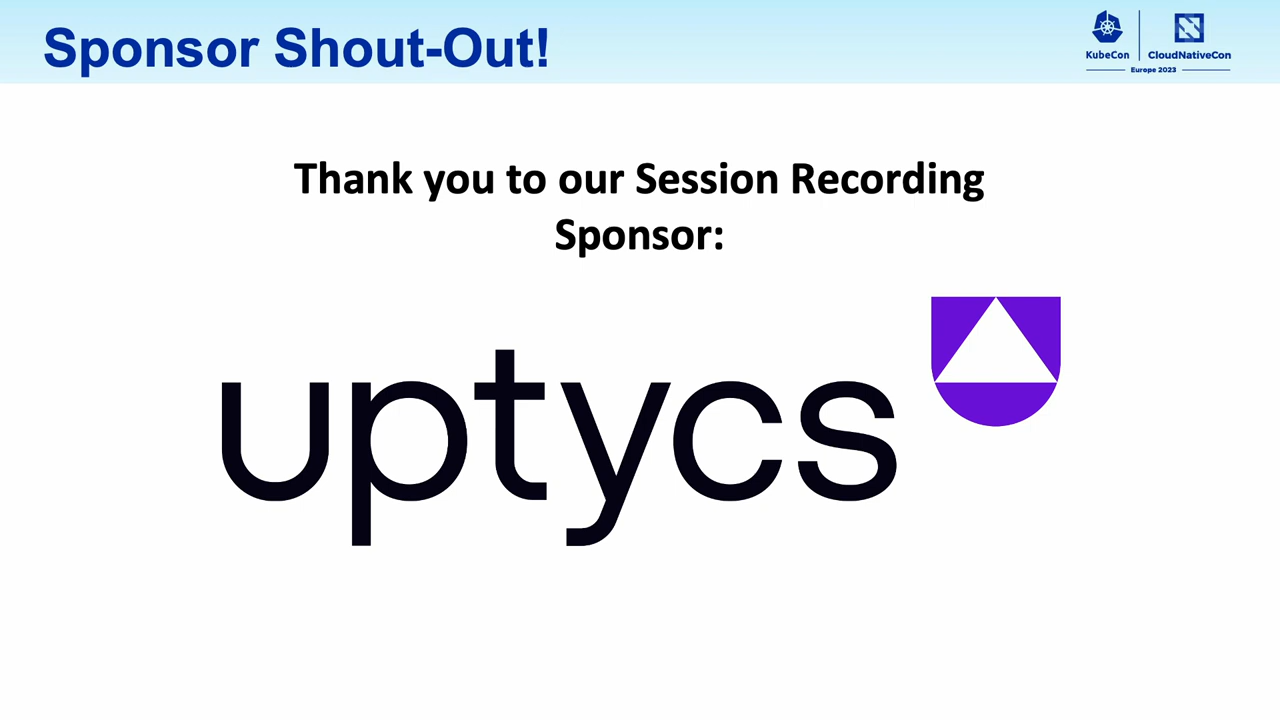 Sponsor Shout-Out!
KubeCon
CloudNativeCon
Europe 2023
Thank you to our Session Recording
Sponsor:
uptycs